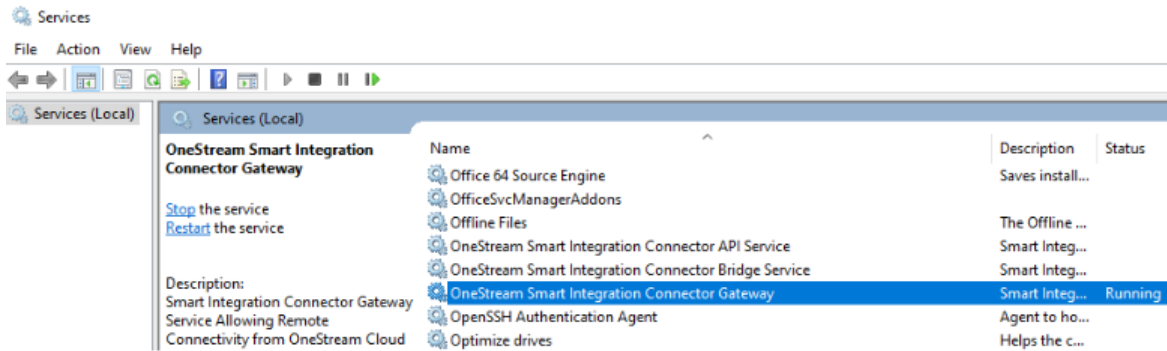 Services
File Action View Help
Services (Local)
Services (Local)
OneStream Smart Integration
Connector Gateway
Stop the service
Restart the service
Description:
Smart Integration Connector Gateway
Service Allowing Remote
Connectivity from OneStream Cloud
Name Description Status
Office 64 Source Engine Saves install...
OfficeSvcManagerAddons
Offline Files The Offline ...
OneStream Smart Integration Connector API Service Smart Integ...
OneStream Smart Integration Connector Bridge Service Smart Integ...
OneStream Smart Integration Connector Gateway Smart Integ... Running
OpenSSH Authentication Agent Agent to ho...
Optimize drives Helps the c...